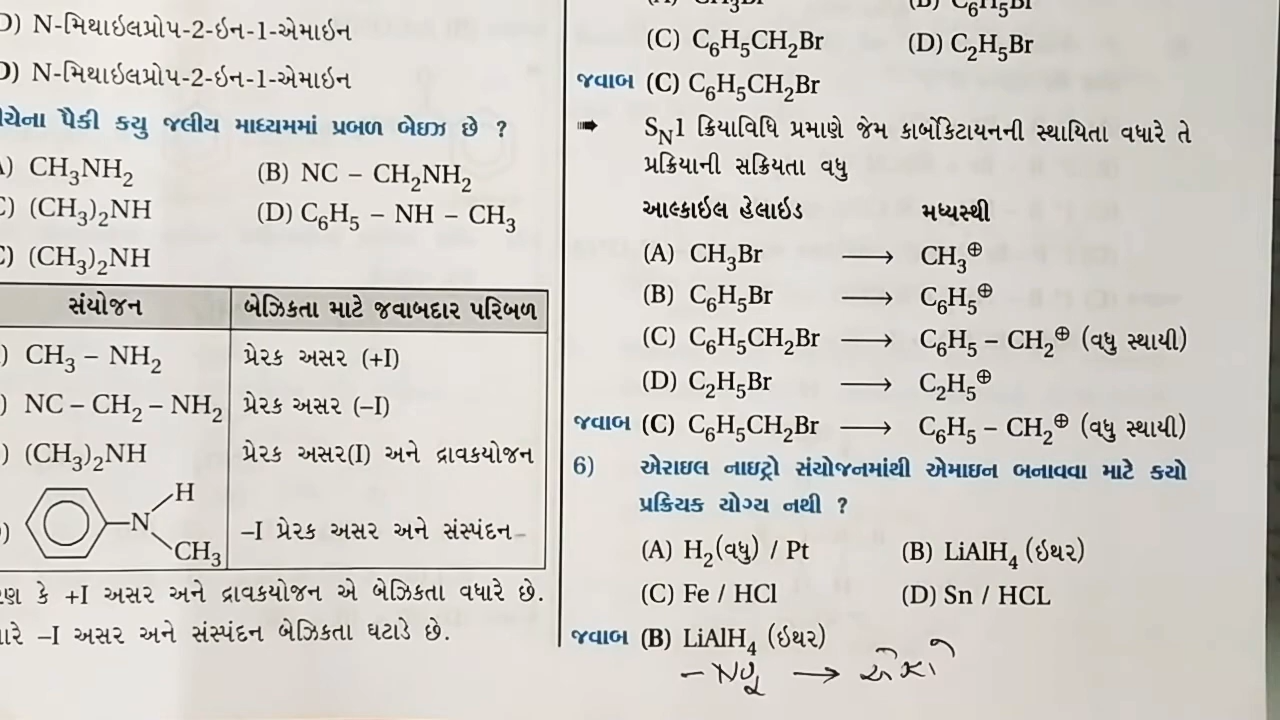 D) N-મિથાઇલપ્રોપ-2-ઇન-1-એમાઇન
D) N-મિથાઇલપ્રોપ-2-ઇન-1-એમાઇન
ચેના પૈકી કયુ જલીય માધ્યમમાં પ્રબળ બેઇઝ છે ?
) CH₃NH₂ (B) NC – CH₂NH₂
C) (CH₃)₂NH (D) C₆H₅ – NH – CH₃
C) (CH₃)₂NH
સંયોજન બેઝિકતા માટે જવાબદાર પરિબળ
) CH₃ – NH₂ પ્રેરક અસર (+I)
) NC – CH₂ – NH₂ પ્રેરક અસર (–I)
) (CH₃)₂NH પ્રેરક અસર(I) અને દ્રાવકયોજન
H
) N –I પ્રેરક અસર અને સંસ્પંદન
CH₃
રણ કે +I અસર અને દ્રાવકયોજન એ બેઝિકતા વધારે છે.
ારે –I અસર અને સંસ્પંદન બેઝિકતા ઘટાડે છે.
(A) CH₃Br (B) C₆H₅Br
(C) C₆H₅CH₂Br (D) C₂H₅Br
જવાબ (C) C₆H₅CH₂Br
➠ S_N1 ક્રિયાવિધિ પ્રમાણે જેમ કાર્બોકેટાયનની સ્થાયિતા વધારે તે
પ્રક્રિયાની સક્રિયતા વધુ
આલ્કાઇલ હેલાઇડ મધ્યસ્થી
(A) CH₃Br ⟶ CH₃⊕
(B) C₆H₅Br ⟶ C₆H₅⊕
(C) C₆H₅CH₂Br ⟶ C₆H₅ – CH₂⊕ (વધુ સ્થાયી)
(D) C₂H₅Br ⟶ C₂H₅⊕
જવાબ (C) C₆H₅CH₂Br ⟶ C₆H₅ – CH₂⊕ (વધુ સ્થાયી)
6) એરાઇલ નાઇટ્રો સંયોજનમાંથી એમાઇન બનાવવા માટે કયો
પ્રક્રિયક યોગ્ય નથી ?
(A) H₂(વધુ) / Pt (B) LiAlH₄ (ઇથર)
(C) Fe / HCl (D) Sn / HCL
જવાબ (B) LiAlH₄ (ઇથર)
– NO₂ ⟶